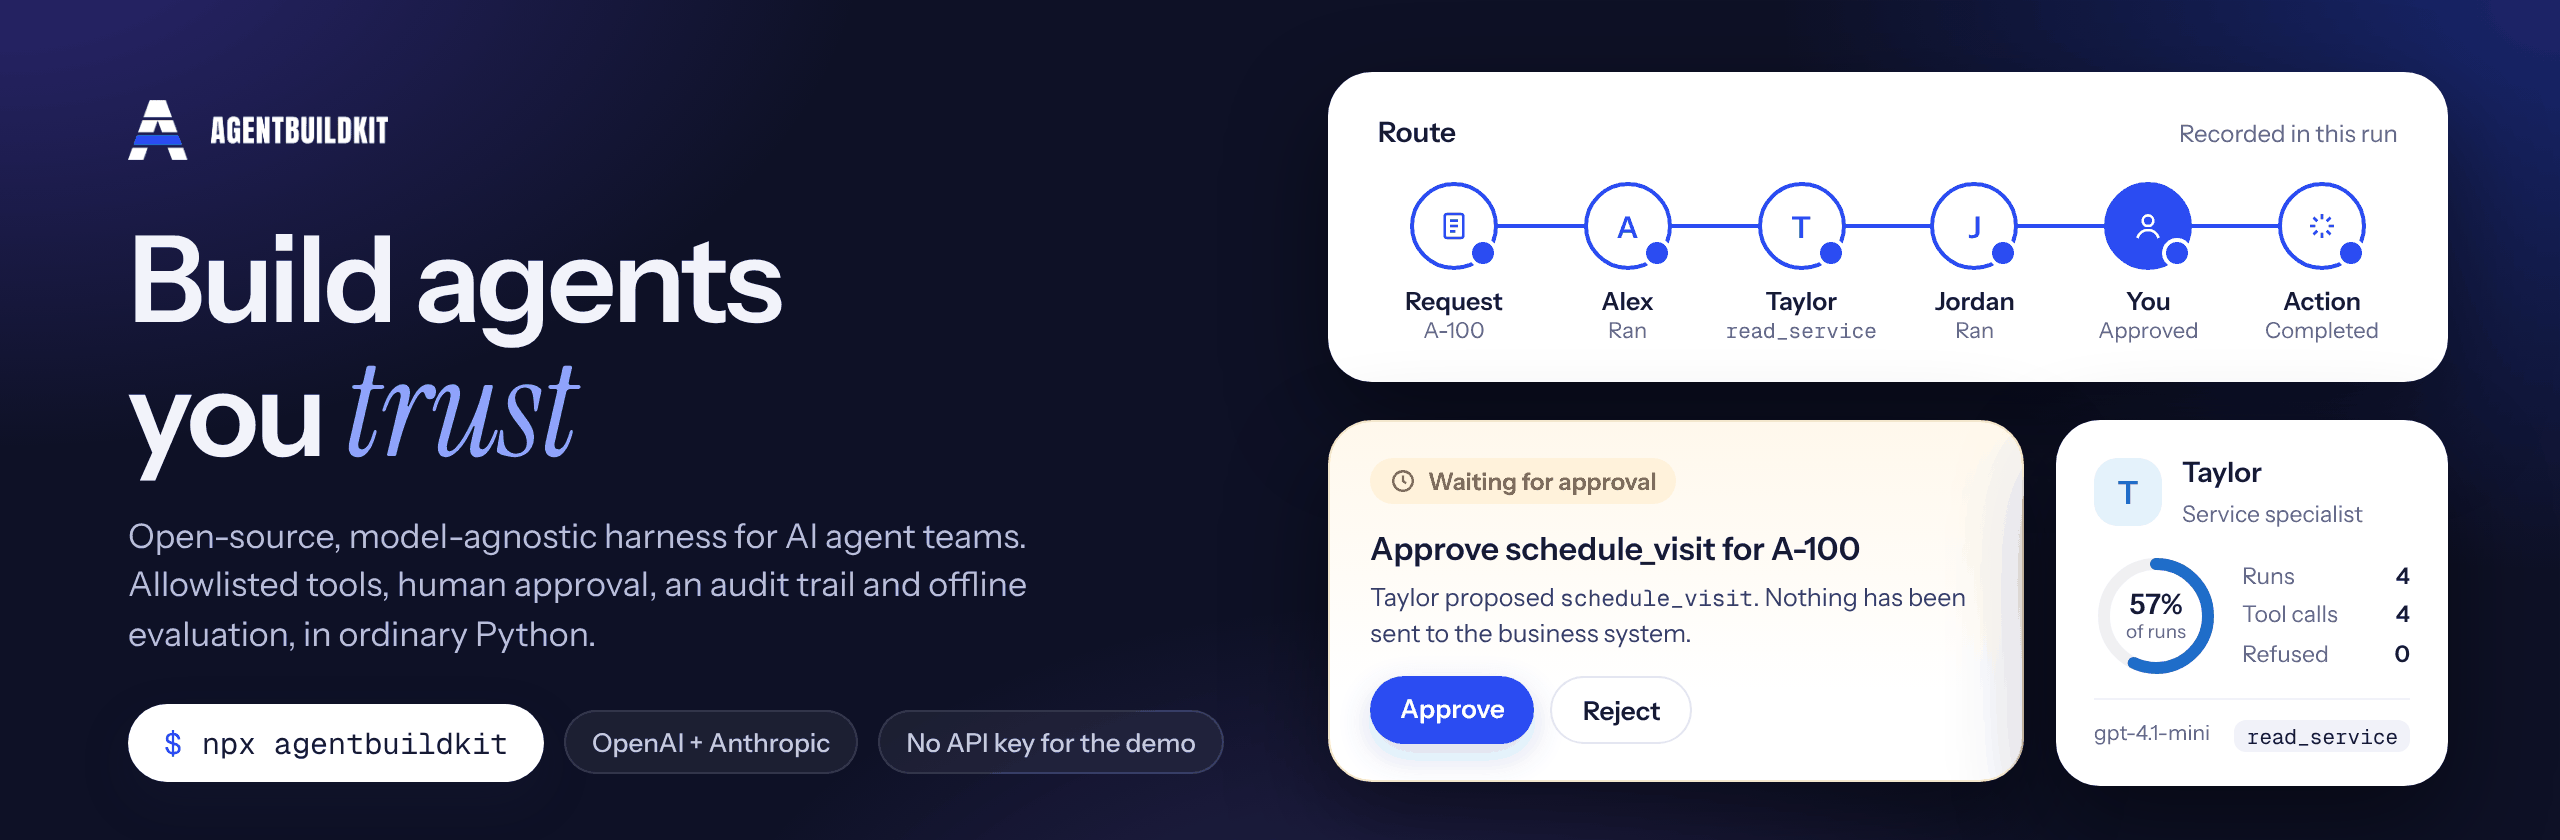 AGENTBUILDKIT
Build agents
you trust
Open-source, model-agnostic harness for AI agent teams.
Allowlisted tools, human approval, an audit trail and offline
evaluation, in ordinary Python.
$ npx agentbuildkit
OpenAI + Anthropic
No API key for the demo
Route
Recorded in this run
A
T
J
Request
Alex
Taylor
Jordan
You
Action
A-100
Ran
read_service
Ran
Approved
Completed
Waiting for approval
Approve schedule_visit for A-100
Taylor proposed schedule_visit. Nothing has been
sent to the business system.
Approve
Reject
T
Taylor
Service specialist
57%
of runs
Runs 4
Tool calls 4
Refused 0
gpt-4.1-mini
read_service